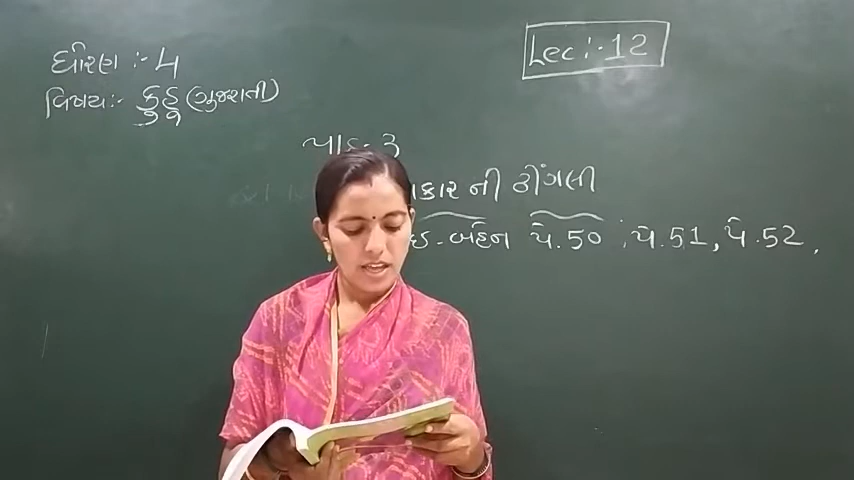 Lec :- 12
ધોરણ :- 4
વિષય :- કુહૂ (ગુજરાતી)
પાઠ - 3
કાર ની ઢીંગલી
ઇ - બહેન પે. 50 , પે. 51 , પે. 52 ,